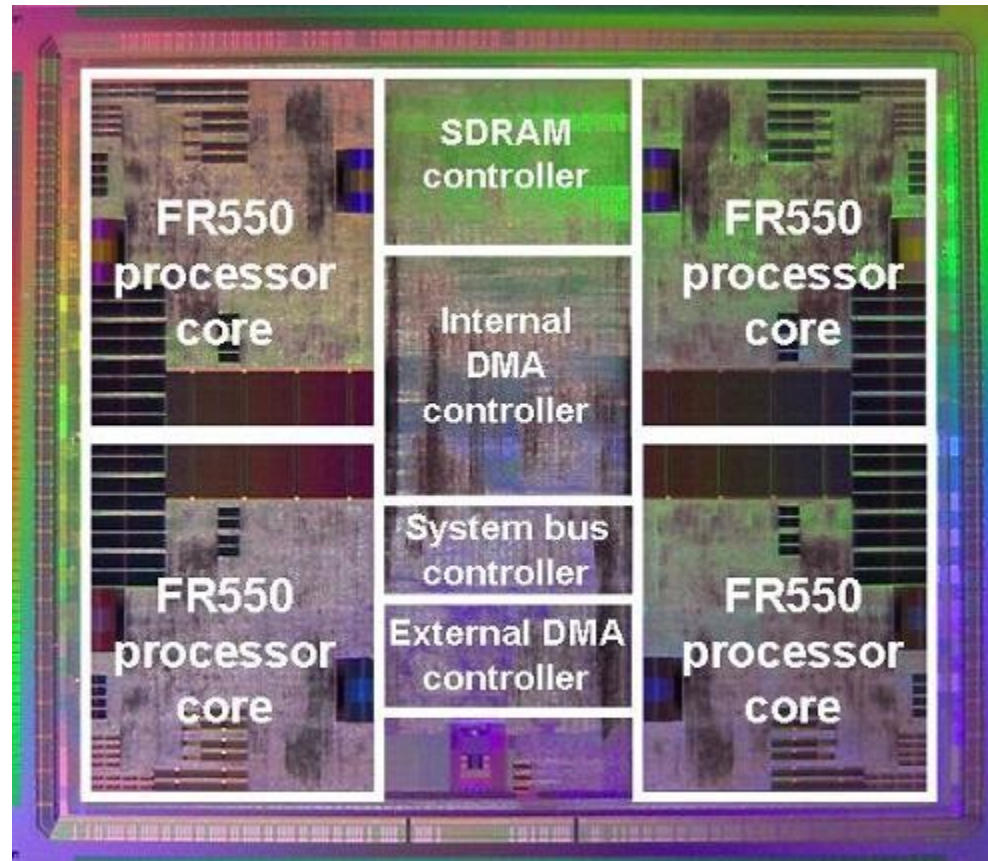 FR550
processor
core
SDRAM
controller
Internal
DMA
controller
System bus
controller
External DMA
controller
FR550
processor
core
FR550
processor
core
FR550
processor
core